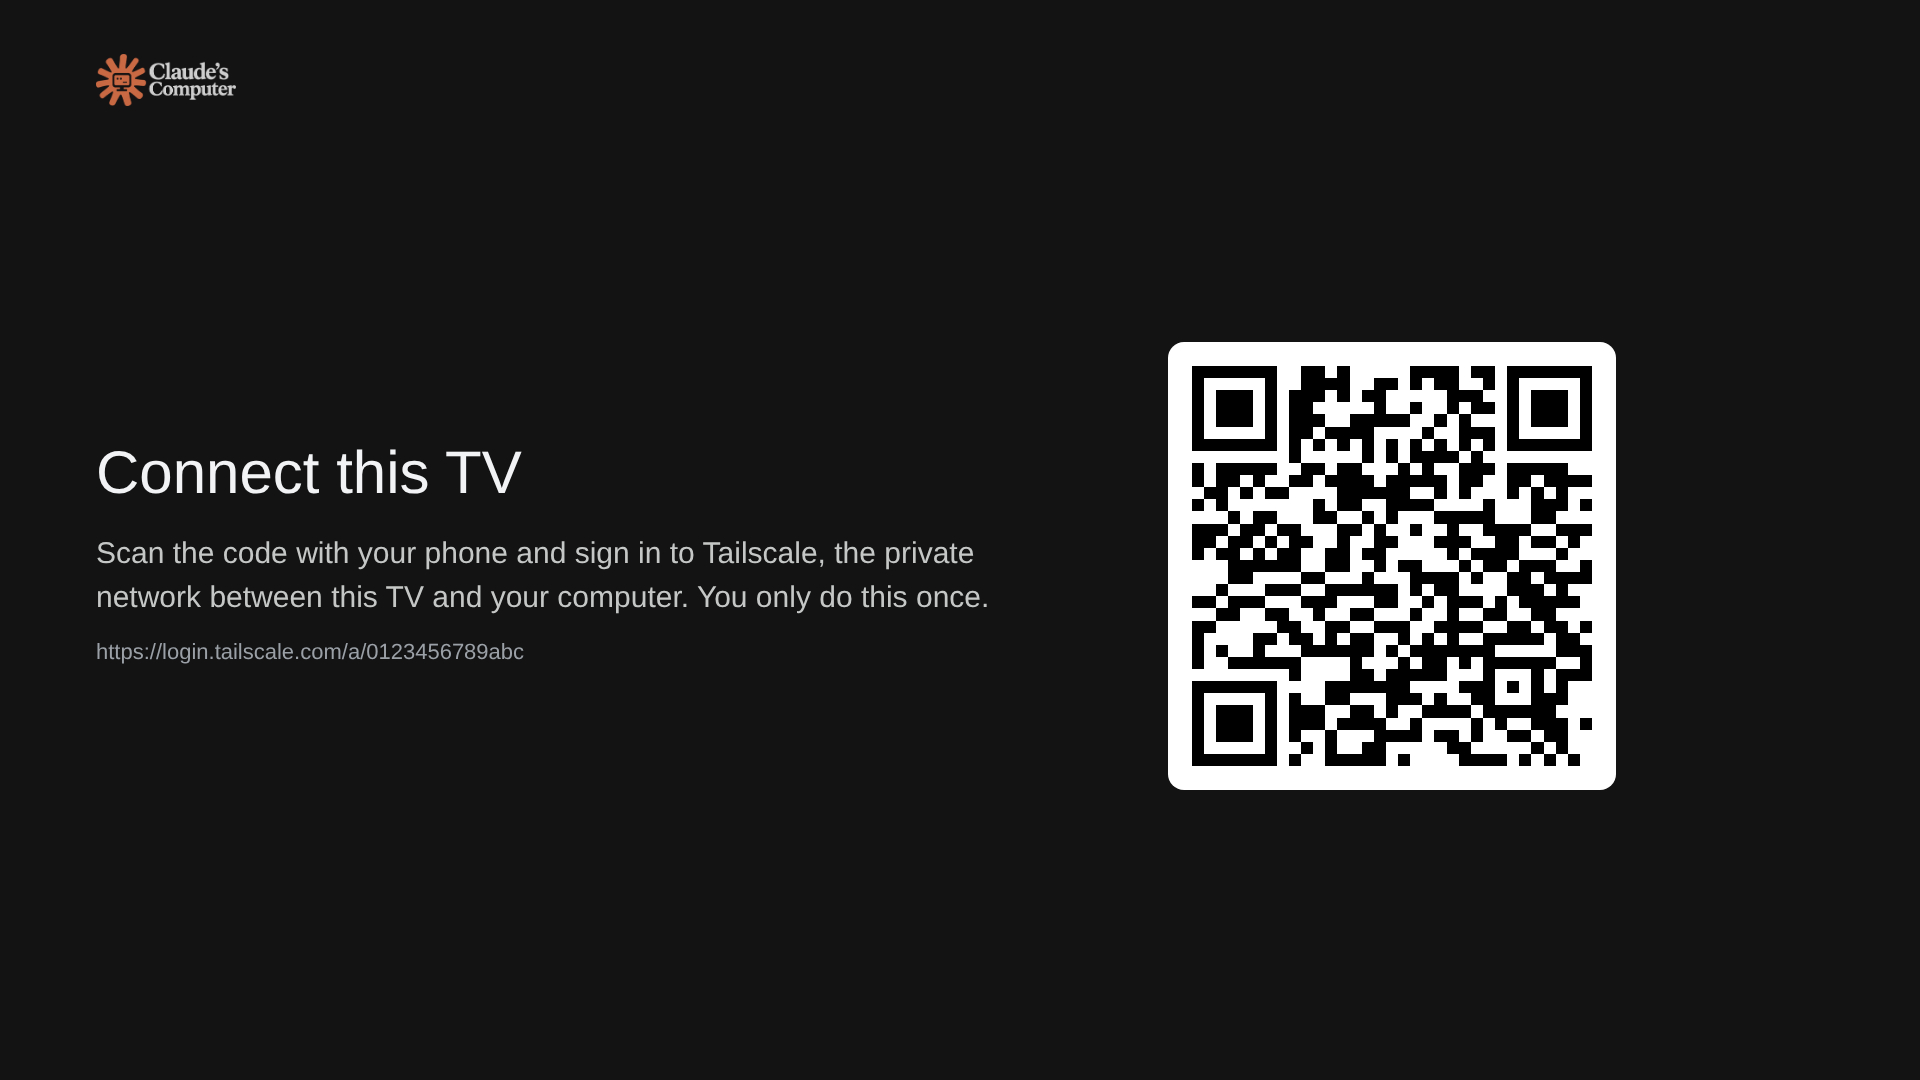 Claude’s
Computer
Connect this TV
Scan the code with your phone and sign in to Tailscale, the private
network between this TV and your computer. You only do this once.
https://login.tailscale.com/a/0123456789abc